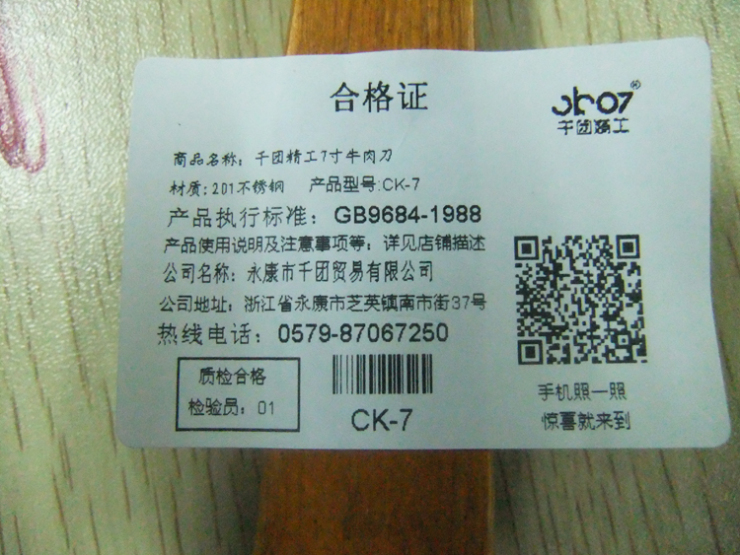 合格证
千团精工
商品名称：千团精工7寸牛肉刀
材质：201不锈钢 产品型号：CK-7
产品执行标准：GB9684-1988
产品使用说明及注意事项等：详见店铺描述
公司名称：永康市千团贸易有限公司
公司地址：浙江省永康市芝英镇南市街37号
热线电话：0579-87067250
质检合格
检验员：01
CK-7
手机照一照
惊喜就来到